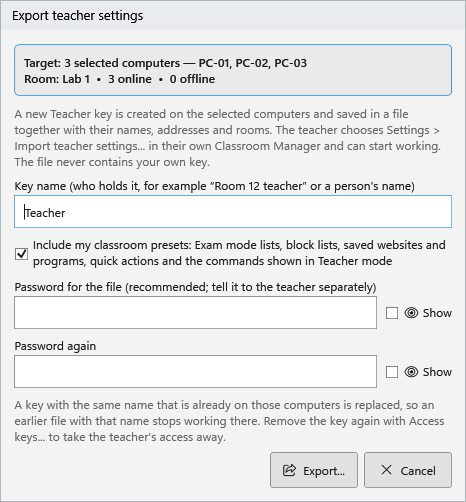 Export teacher settings
Target: 3 selected computers — PC-01, PC-02, PC-03
Room: Lab 1 • 3 online • 0 offline
A new Teacher key is created on the selected computers and saved in a file
together with their names, addresses and rooms. The teacher chooses Settings >
Import teacher settings... in their own Classroom Manager and can start working.
The file never contains your own key.
Key name (who holds it, for example “Room 12 teacher” or a person's name)
Teacher
Include my classroom presets: Exam mode lists, block lists, saved websites and
programs, quick actions and the commands shown in Teacher mode
Password for the file (recommended; tell it to the teacher separately)
Show
Password again
Show
A key with the same name that is already on those computers is replaced, so an
earlier file with that name stops working there. Remove the key again with Access
keys... to take the teacher's access away.
Export... Cancel